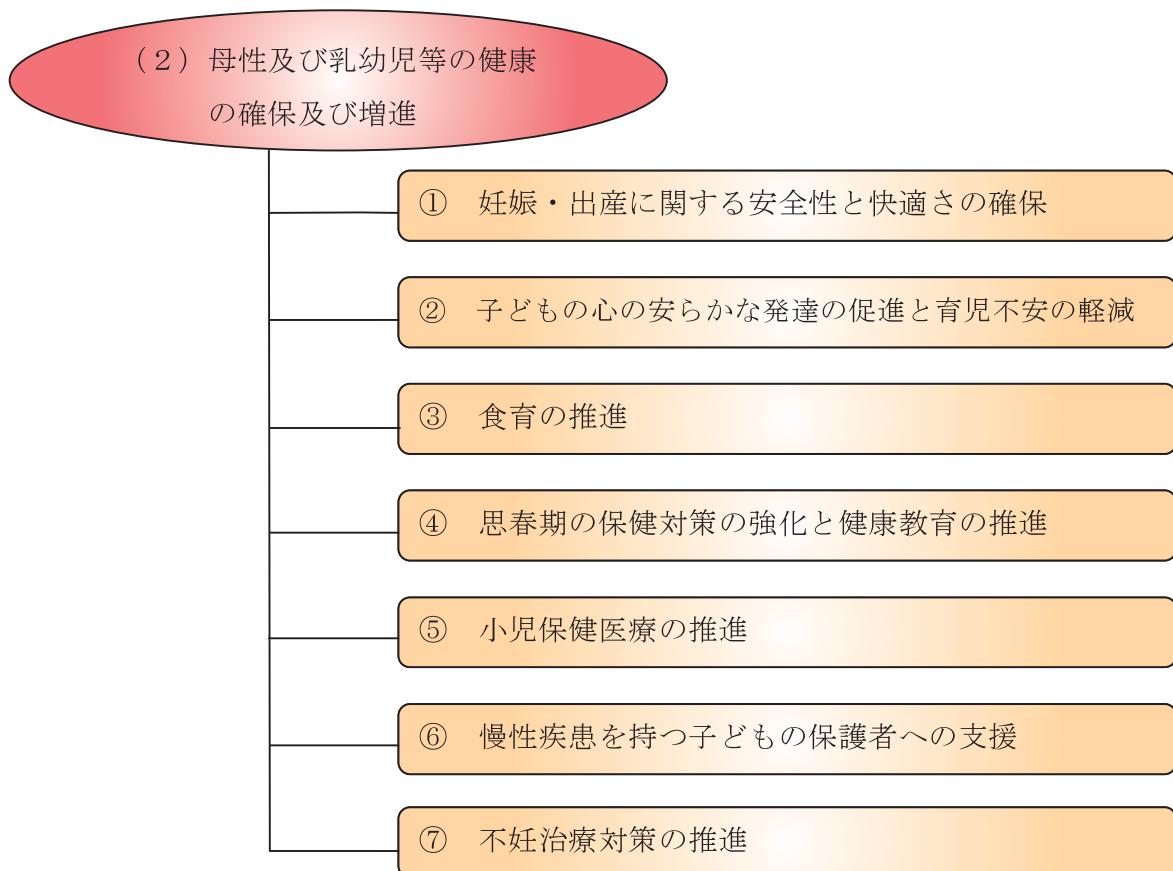 (2)母性及び乳幼児等の健康
の確保及び増進
① 妊娠・出産に関する安全性と快適さの確保
② 子どもの心の安らかな発達の促進と育児不安の軽減
③ 食育の推進
④ 思春期の保健対策の強化と健康教育の推進
⑤ 小児保健医療の推進
⑥ 慢性疾患を持つ子どもの保護者への支援
⑦ 不妊治療対策の推進